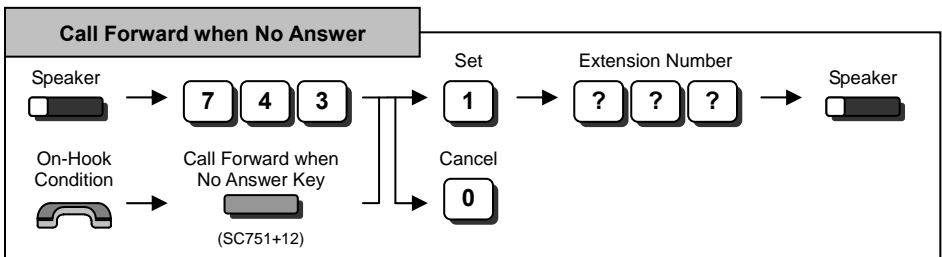 Call Forward when No Answer
Speaker
7 4 3
Set
1
Extension Number
? ? ?
Speaker
On-Hook
Condition
Call Forward when
No Answer Key
(SC751+12)
Cancel
0